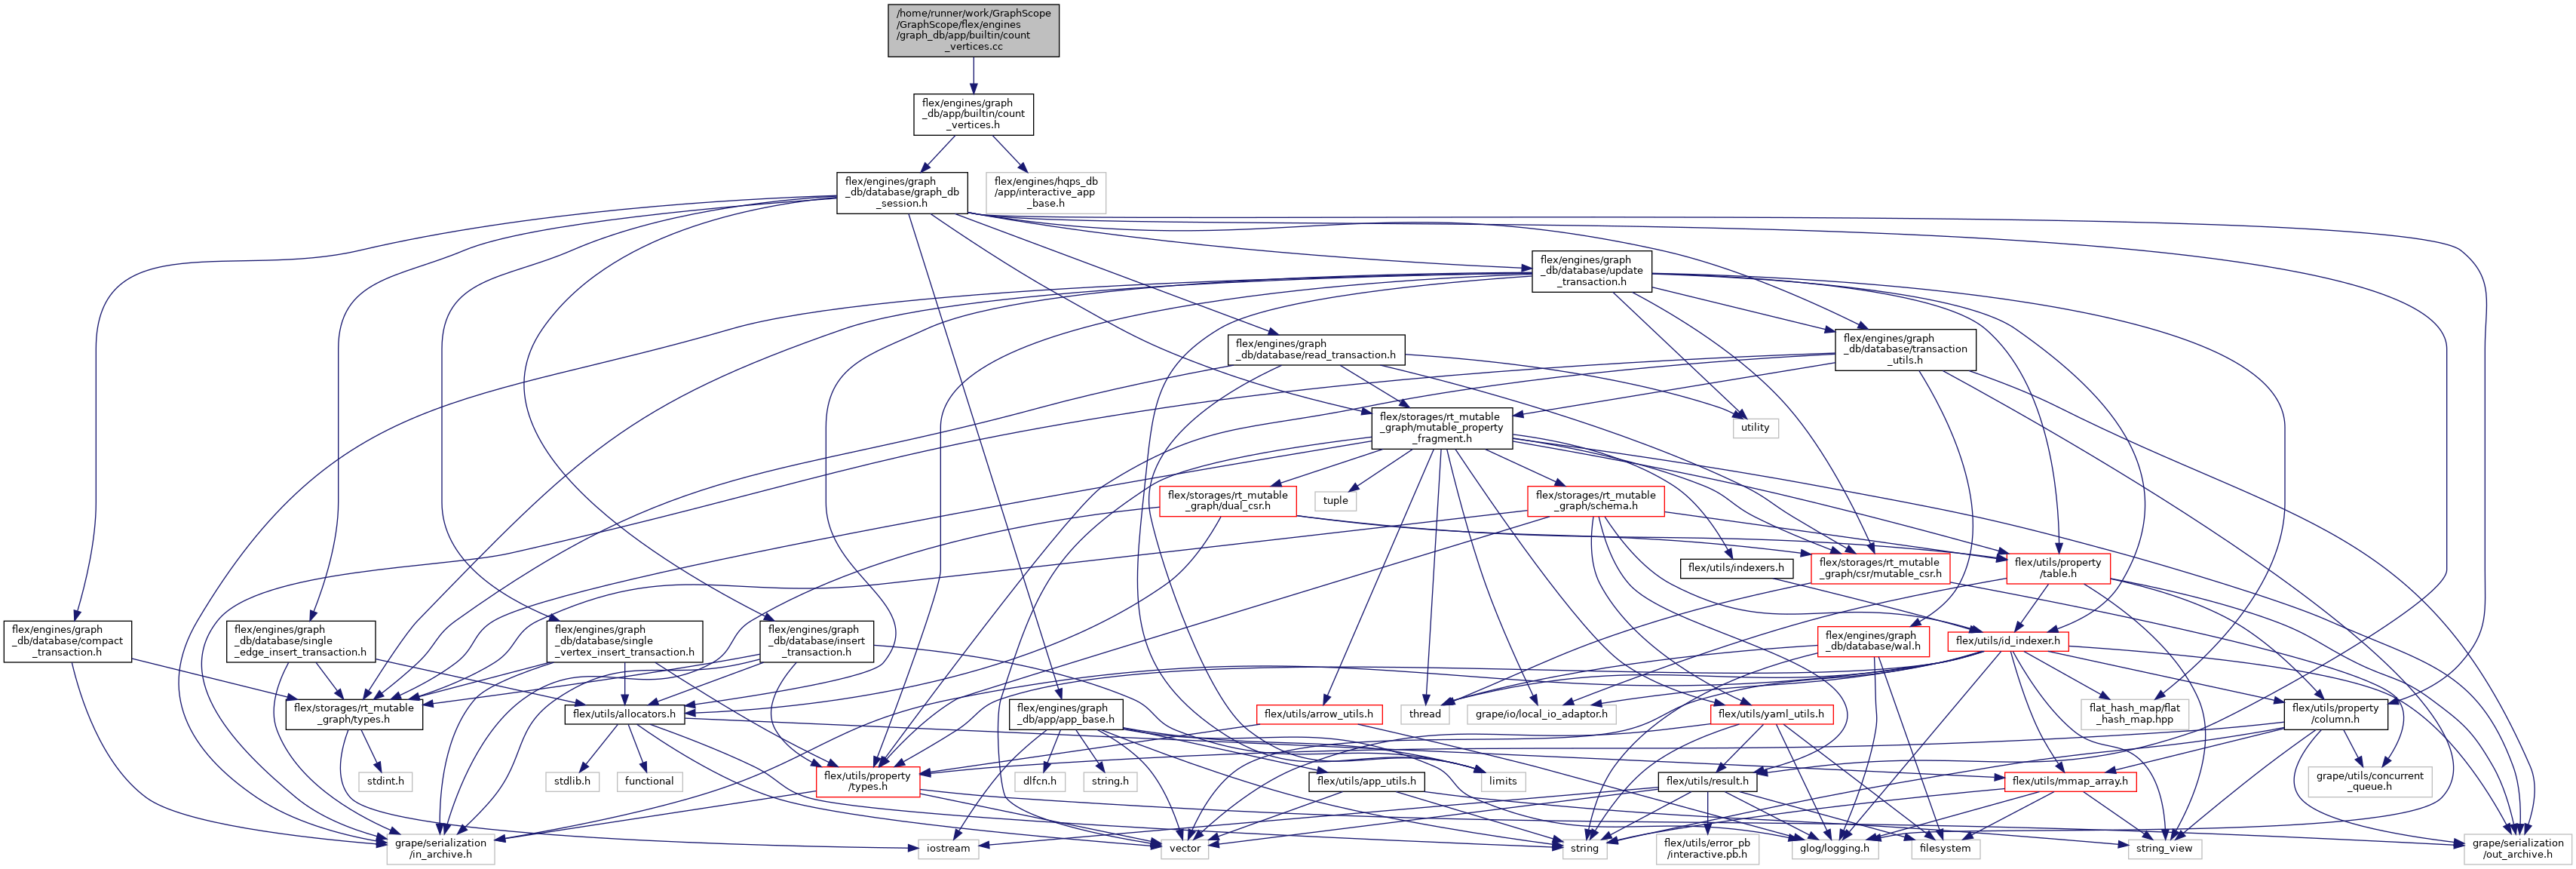 /home/runner/work/GraphScope
/GraphScope/flex/engines
/graph_db/app/builtin/count
_vertices.cc
flex/engines/graph
_db/app/builtin/count
_vertices.h
flex/engines/graph
_db/database/graph_db
_session.h
flex/engines/hqps_db
/app/interactive_app
_base.h
flex/engines/graph
_db/database/update
_transaction.h
flex/engines/graph
_db/database/read_transaction.h
flex/engines/graph
_db/database/transaction
_utils.h
flex/storages/rt_mutable
_graph/mutable_property
_fragment.h
utility
flex/storages/rt_mutable
_graph/dual_csr.h
tuple
flex/storages/rt_mutable
_graph/schema.h
flex/utils/indexers.h
flex/storages/rt_mutable
_graph/csr/mutable_csr.h
flex/utils/property
/table.h
flex/engines/graph
_db/database/compact
_transaction.h
flex/engines/graph
_db/database/single
_edge_insert_transaction.h
flex/engines/graph
_db/database/single
_vertex_insert_transaction.h
flex/engines/graph
_db/database/insert
_transaction.h
flex/engines/graph
_db/database/wal.h
flex/utils/id_indexer.h
flex/storages/rt_mutable
_graph/types.h
flex/utils/allocators.h
flex/engines/graph
_db/app/app_base.h
flex/utils/arrow_utils.h
thread
grape/io/local_io_adaptor.h
flex/utils/yaml_utils.h
flat_hash_map/flat
_hash_map.hpp
flex/utils/property
/column.h
stdint.h
stdlib.h
functional
flex/utils/property
/types.h
dlfcn.h
string.h
flex/utils/app_utils.h
limits
flex/utils/result.h
flex/utils/mmap_array.h
grape/utils/concurrent
_queue.h
grape/serialization
/in_archive.h
iostream
vector
string
flex/utils/error_pb
/interactive.pb.h
glog/logging.h
filesystem
string_view
grape/serialization
/out_archive.h